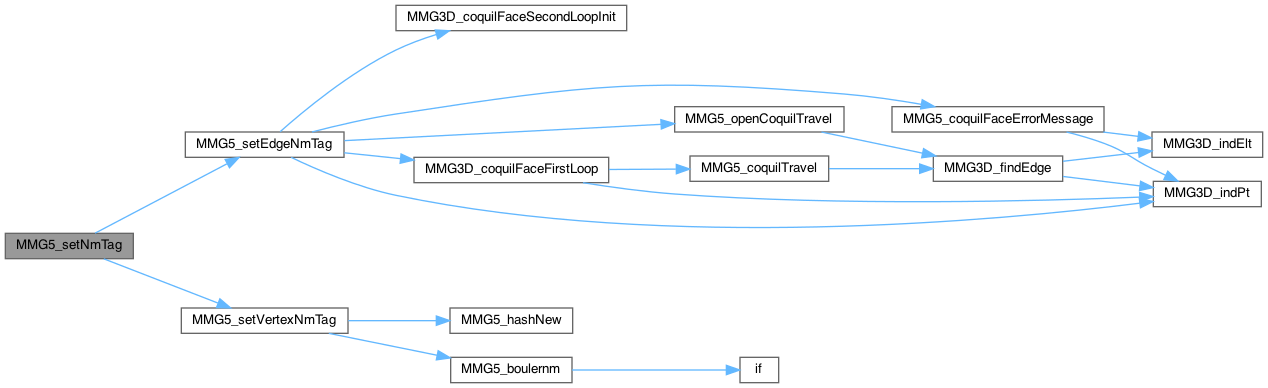 MMG3D_coquilFaceSecondLoopInit
MMG5_setEdgeNmTag
MMG5_openCoquilTravel
MMG5_coquilFaceErrorMessage
MMG3D_indElt
MMG3D_coquilFaceFirstLoop
MMG5_coquilTravel
MMG3D_findEdge
MMG3D_indPt
MMG5_setNmTag
MMG5_setVertexNmTag
MMG5_hashNew
MMG5_boulernm
if